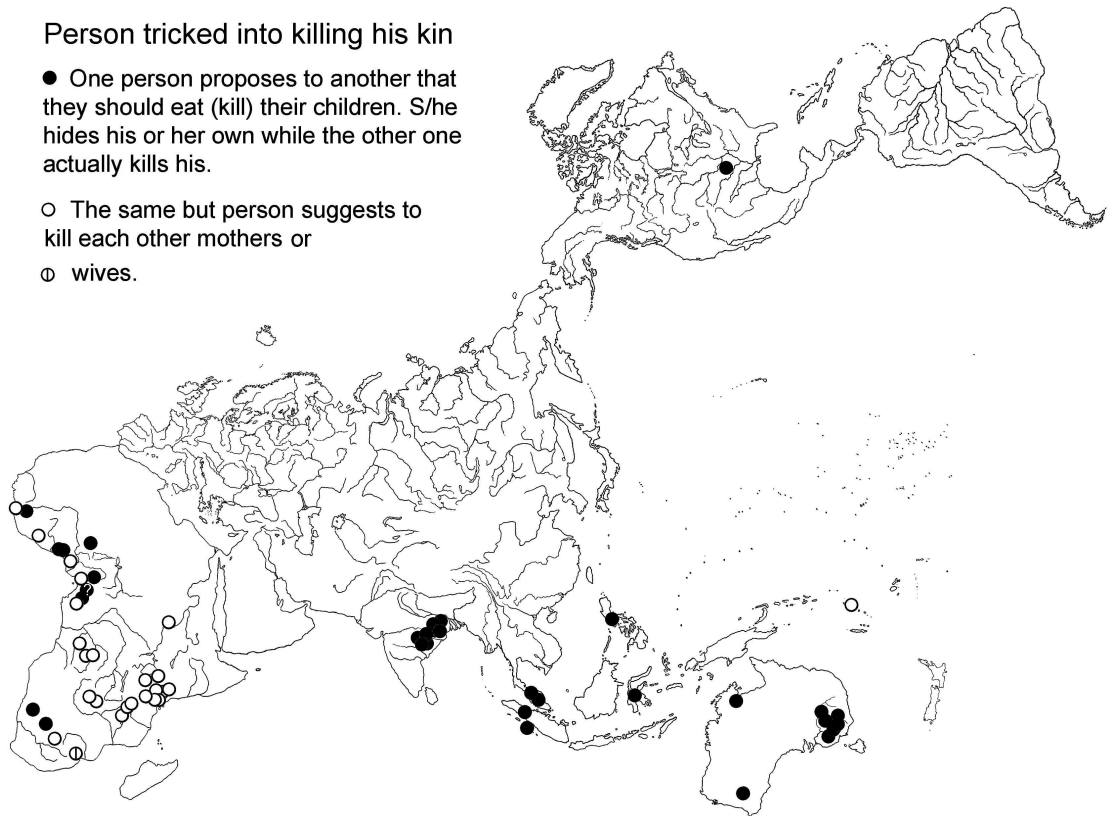 Person tricked into killing his kin
One person proposes to another that
they should eat (kill) their children. S/he
hides his or her own while the other one
actually kills his.
The same but person suggests to
kill each other mothers or
wives.